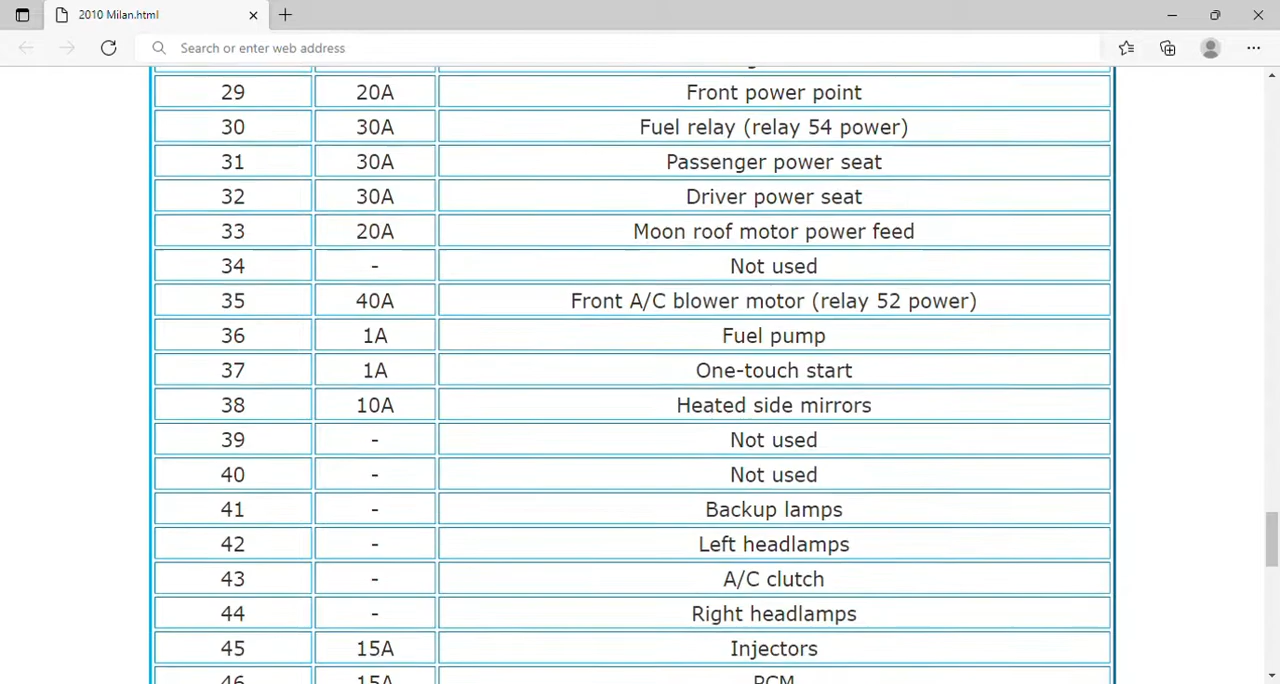 2010 Milan.html
Search or enter web address
29 20A Front power point
30 30A Fuel relay (relay 54 power)
31 30A Passenger power seat
32 30A Driver power seat
33 20A Moon roof motor power feed
34 - Not used
35 40A Front A/C blower motor (relay 52 power)
36 1A Fuel pump
37 1A One-touch start
38 10A Heated side mirrors
39 - Not used
40 - Not used
41 - Backup lamps
42 - Left headlamps
43 - A/C clutch
44 - Right headlamps
45 15A Injectors
46 15A PCM